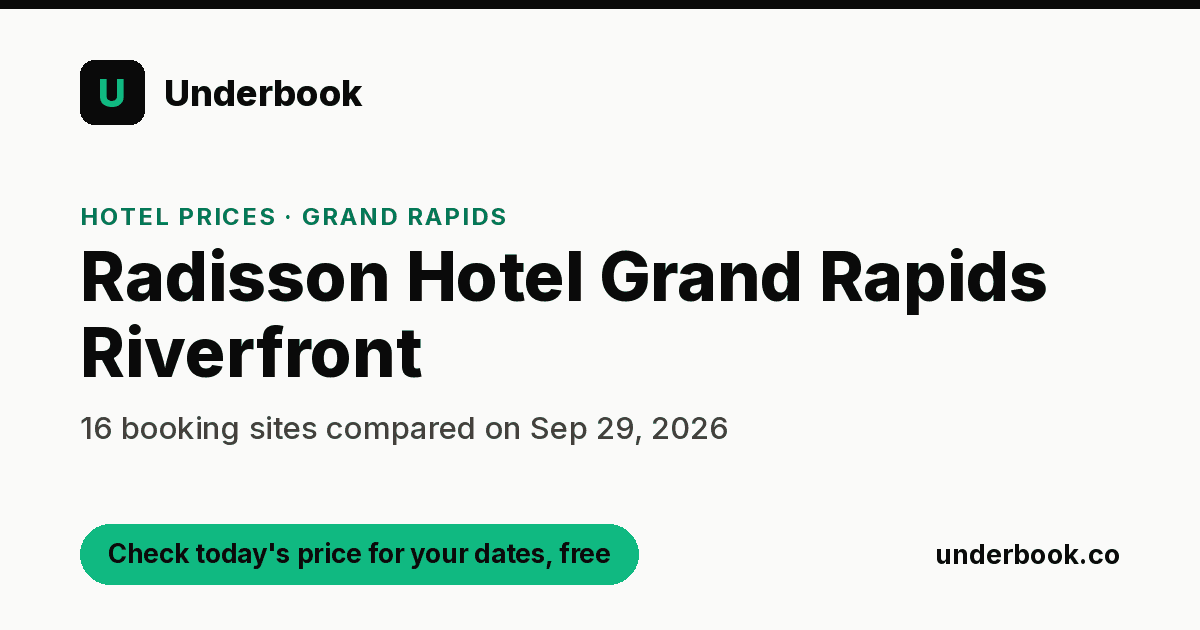 U Underbook
HOTEL PRICES · GRAND RAPIDS
Radisson Hotel Grand Rapids
Riverfront
16 booking sites compared on Sep 29, 2026
Check today's price for your dates, free
underbook.co